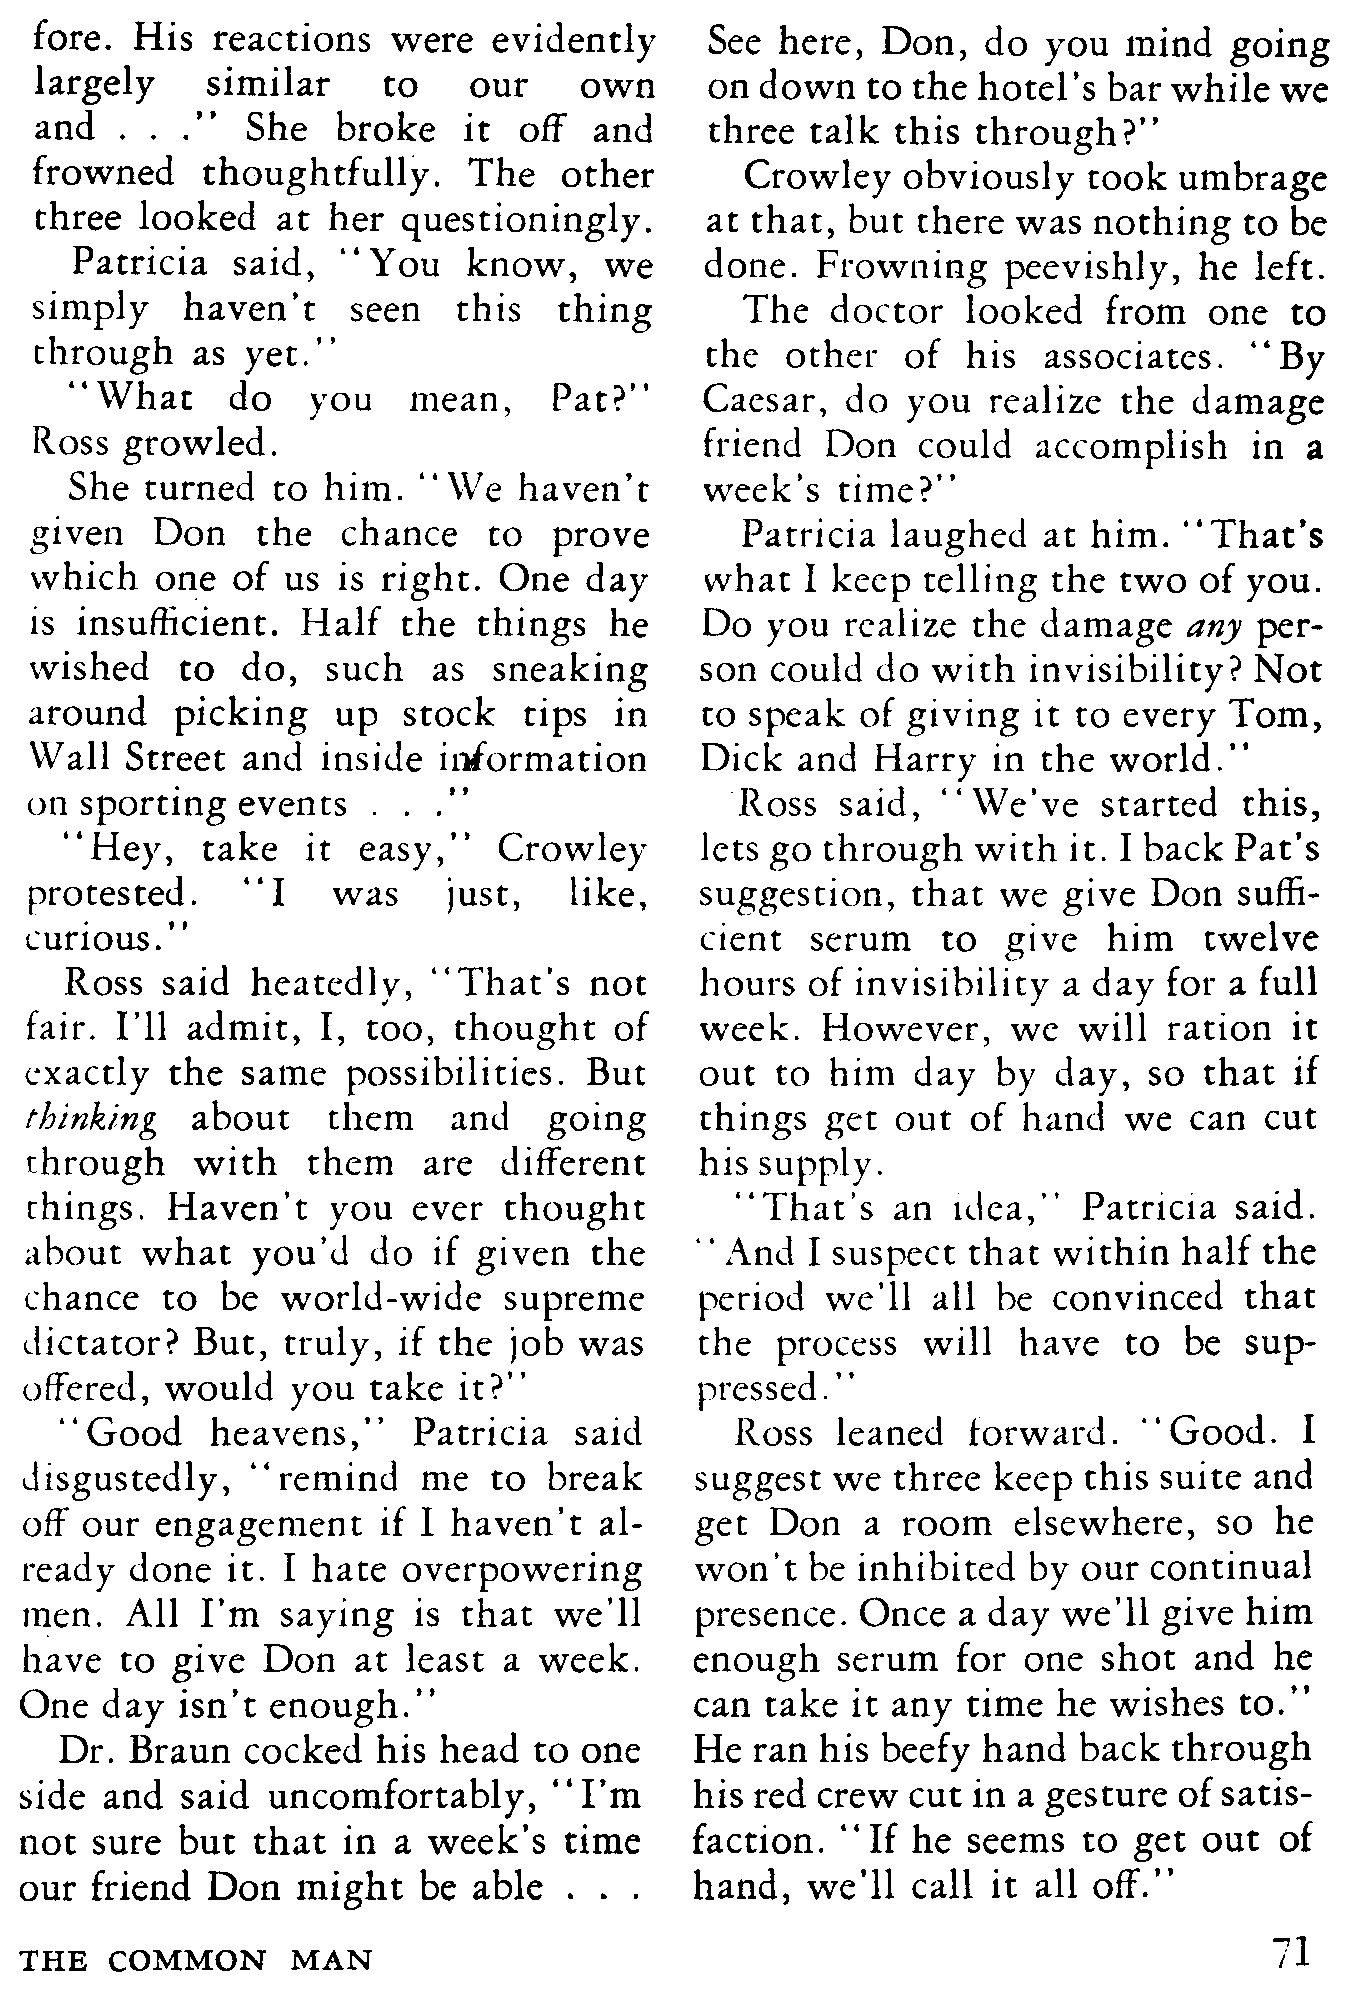 fore. His reactions were evidently
largely similar to our own
and . . ." She broke it off and
frowned thoughtfully. The other
three looked at her questioningly.
Patricia said, "You know, we
simply haven't seen this thing
through as yet."
"What do you mean, Pat?"
Ross growled.
She turned to him. "We haven't
given Don the chance to prove
which one of us is right. One day
is insufficient. Half the things he
wished to do, such as sneaking
around picking up stock tips in
Wall Street and inside information
on sporting events . . ."
"Hey, take it easy," Crowley
protested. "I was just, like,
curious."
Ross said heatedly, "That's not
fair. I'll admit, I, too, thought of
exactly the same possibilities. But
thinking about them and going
through with them are different
things. Haven't you ever thought
about what you'd do if given the
chance to be world-wide supreme
dictator? But, truly, if the job was
offered, would you take it?"
"Good heavens," Patricia said
disgustedly, "remind me to break
off our engagement if I haven't al-
ready done it. I hate overpowering
men. All I'm saying is that we'll
have to give Don at least a week.
One day isn't enough."
Dr. Braun cocked his head to one
side and said uncomfortably, "I'm
not sure but that in a week's time
our friend Don might be able . . .
See here, Don, do you mind going
on down to the hotel's bar while we
three talk this through?"
Crowley obviously took umbrage
at that, but there was nothing to be
done. Frowning peevishly, he left.
The doctor looked from one to
the other of his associates. "By
Caesar, do you realize the damage
friend Don could accomplish in a
week's time?"
Patricia laughed at him. "That's
what I keep telling the two of you.
Do you realize the damage any per-
son could do with invisibility? Not
to speak of giving it to every Tom,
Dick and Harry in the world."
Ross said, "We've started this,
lets go through with it. I back Pat's
suggestion, that we give Don suffi-
cient serum to give him twelve
hours of invisibility a day for a full
week. However, we will ration it
out to him day by day, so that if
things get out of hand we can cut
his supply.
"That's an idea," Patricia said.
"And I suspect that within half the
period we'll all be convinced that
the process will have to be sup-
pressed."
Ross leaned forward. "Good. I
suggest we three keep this suite and
get Don a room elsewhere, so he
won't be inhibited by our continual
presence. Once a day we'll give him
enough serum for one shot and he
can take it any time he wishes to."
He ran his beefy hand back through
his red crew cut in a gesture of satis-
faction. "If he seems to get out of
hand, we'll call it all off."
THE COMMON MAN
71